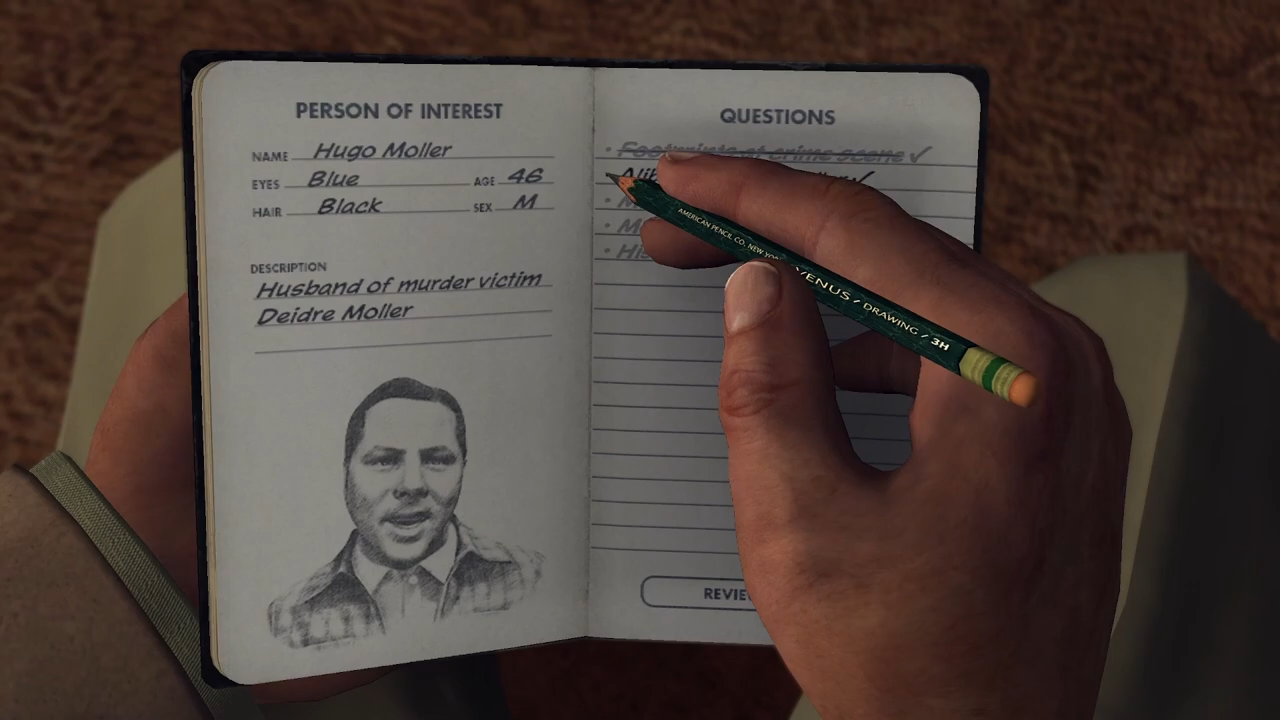 PERSON OF INTEREST
NAME Hugo Moller
EYES Blue AGE 46
HAIR Black SEX M
DESCRIPTION
Husband of murder victim
Deidre Moller
QUESTIONS
• Footprints at crime scene ✓
AMERICAN PENCIL CO. NEW VENUS / DRAWING / 3H